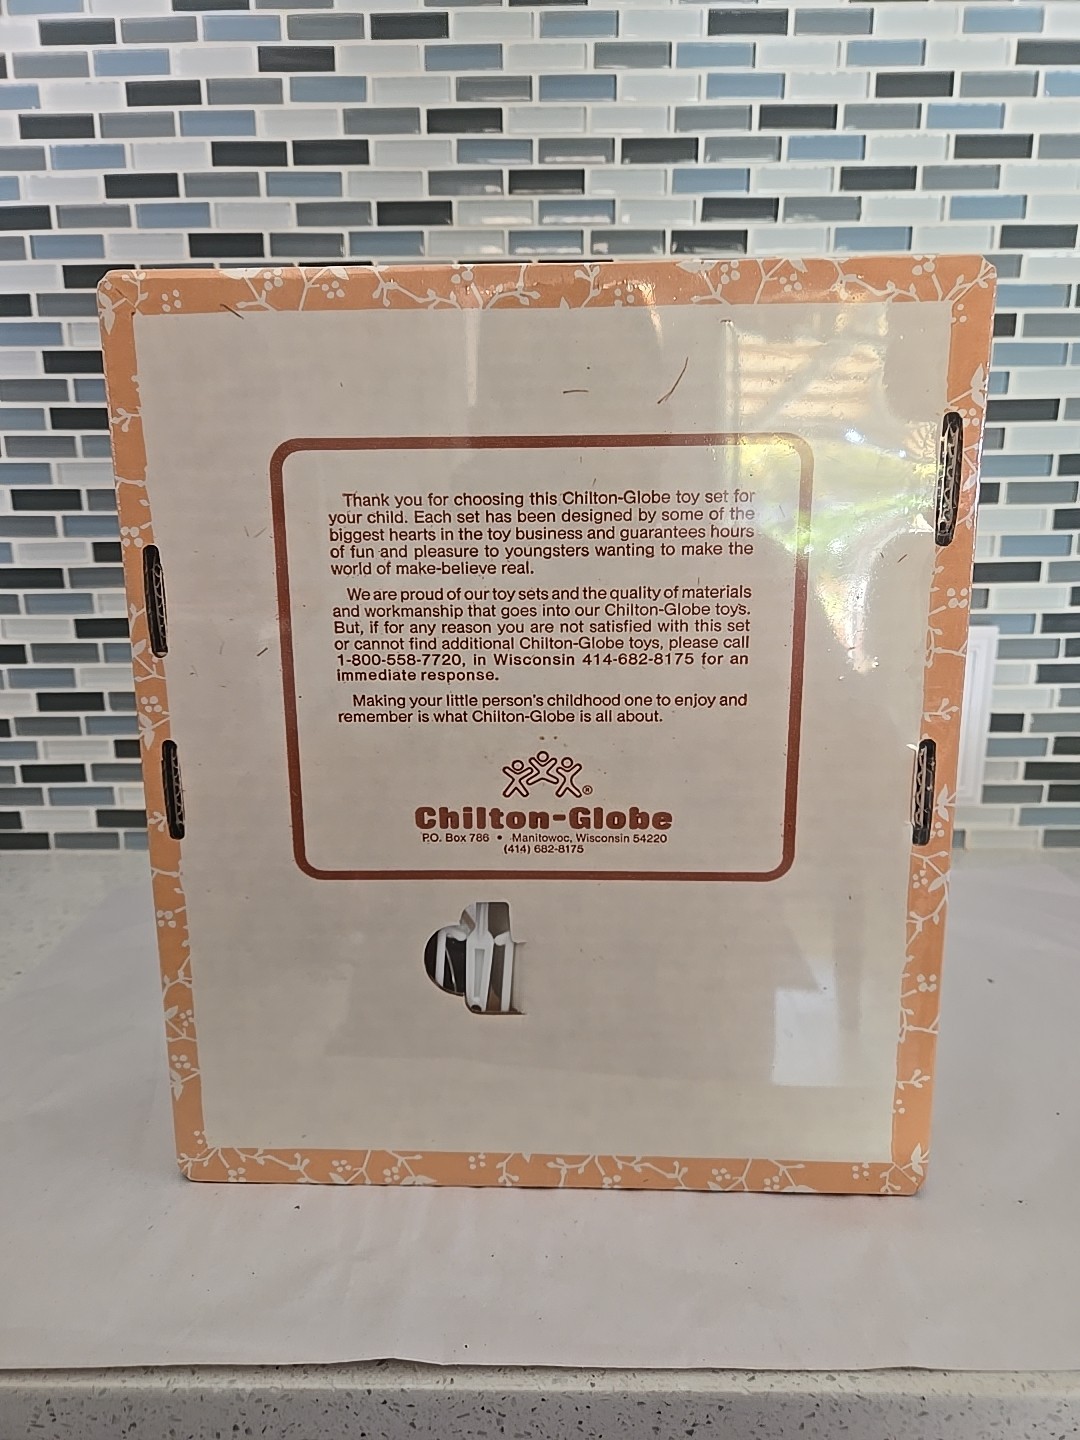 Thank you for choosing this Chilton-Globe toy set for
your child. Each set has been designed by some of the
biggest hearts in the toy business and guarantees hours
of fun and pleasure to youngsters wanting to make the
world of make-believe real.
We are proud of our toy sets and the quality of materials
and workmanship that goes into our Chilton-Globe toys.
But, if for any reason you are not satisfied with this set
or cannot find additional Chilton-Globe toys, please call
1-800-558-7720, in Wisconsin 414-682-8175 for an
immediate response.
Making your little person's childhood one to enjoy and
remember is what Chilton-Globe is all about.
®
Chilton-Globe
P.O. Box 786 • Manitowoc, Wisconsin 54220
(414) 682-8175